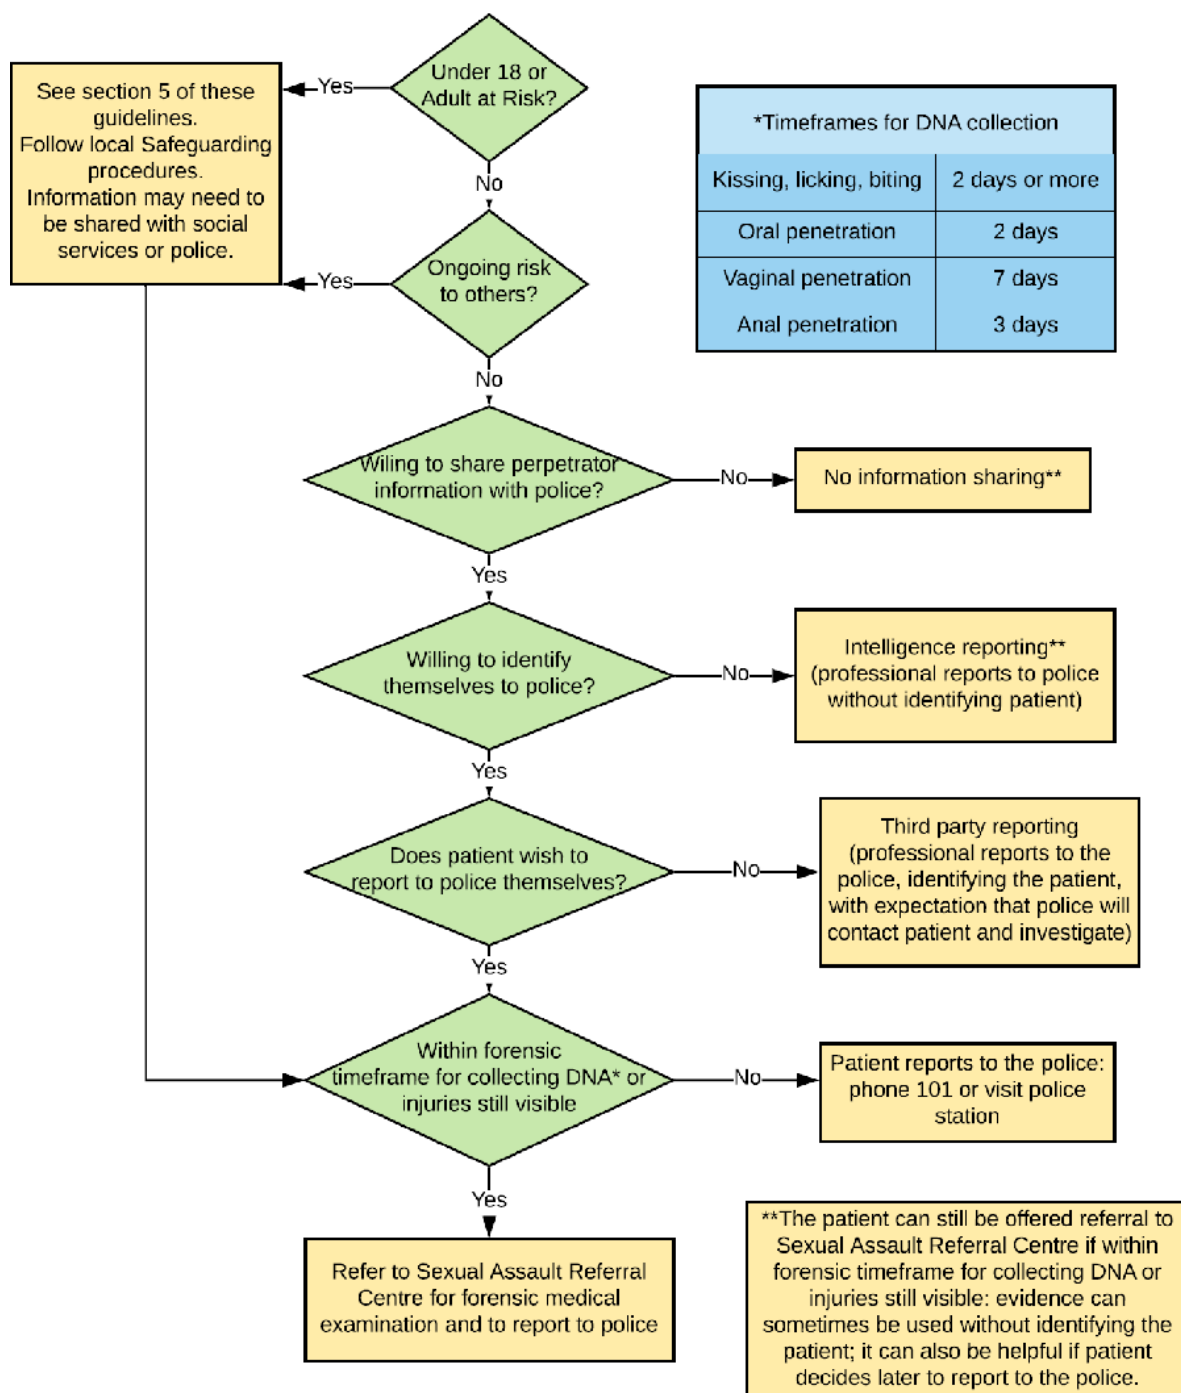 Under 18 or
Adult at Risk?
Yes
See section 5 of these
guidelines.
Follow local Safeguarding
procedures.
Information may need to
be shared with social
services or police.
*Timeframes for DNA collection
Kissing, licking, biting 2 days or more
Oral penetration 2 days
Vaginal penetration 7 days
Anal penetration 3 days
No
Ongoing risk
to others?
Yes
No
Wiling to share perpetrator
information with police?
No
No information sharing**
Yes
Willing to identify
themselves to police?
No
Intelligence reporting**
(professional reports to police
without identifying patient)
Yes
Does patient wish to
report to police themselves?
No
Third party reporting
(professional reports to the
police, identifying the patient,
with expectation that police will
contact patient and investigate)
Yes
Within forensic
timeframe for collecting DNA* or
injuries still visible
No
Patient reports to the police:
phone 101 or visit police
station
Yes
Refer to Sexual Assault Referral
Centre for forensic medical
examination and to report to police
**The patient can still be offered referral to
Sexual Assault Referral Centre if within
forensic timeframe for collecting DNA or
injuries still visible: evidence can
sometimes be used without identifying the
patient; it can also be helpful if patient
decides later to report to the police.